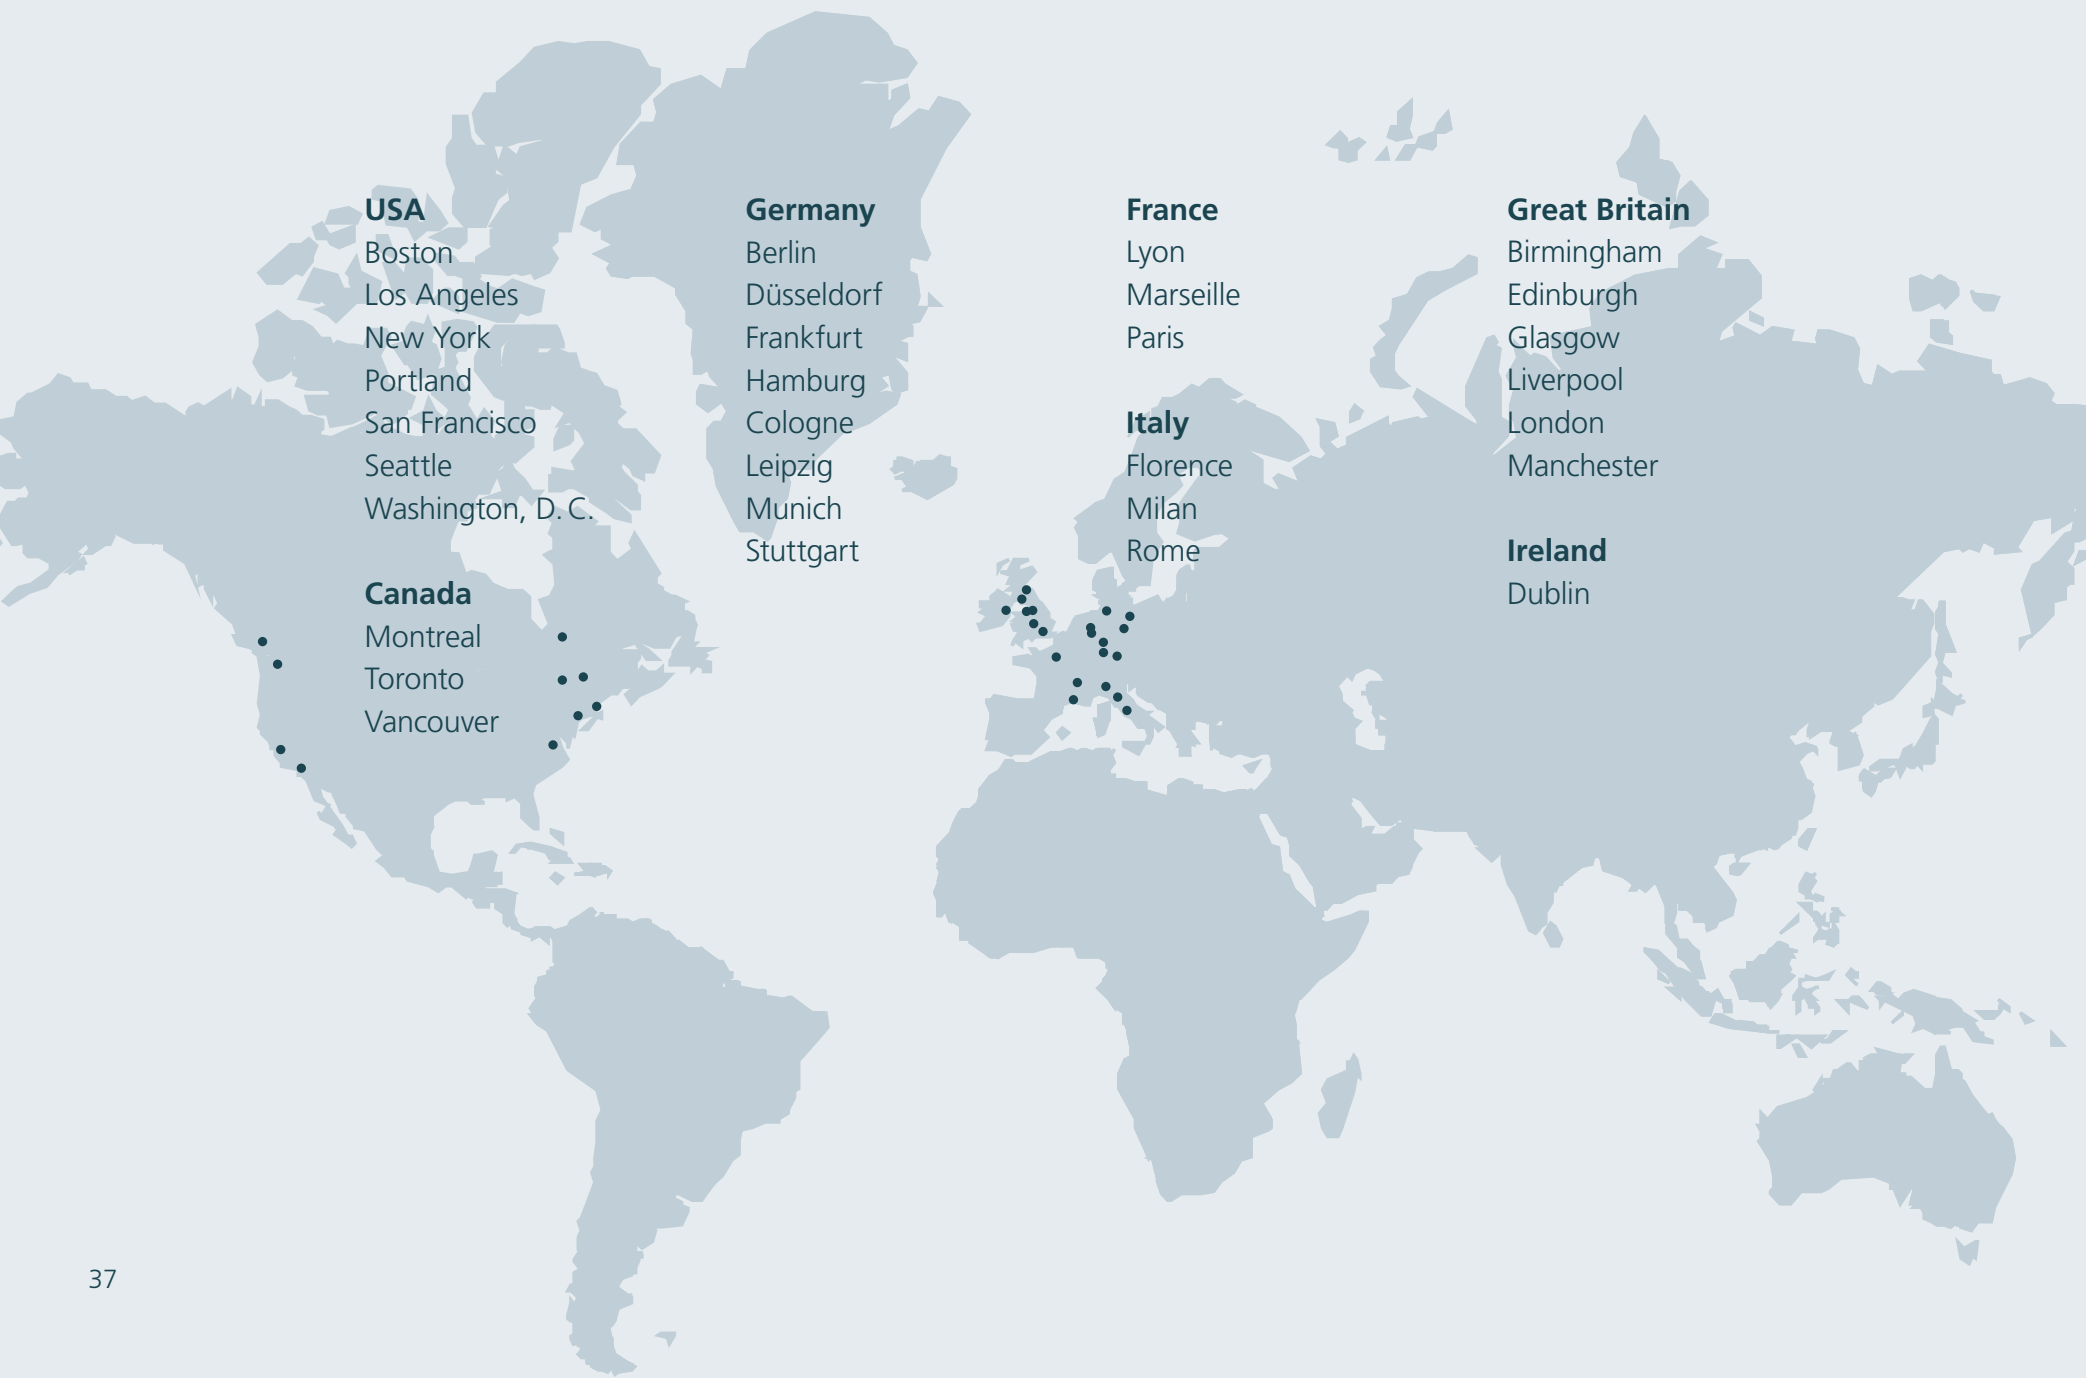 USA
Boston
Los Angeles
New York
Portland
San Francisco
Seattle
Washington, D. C.
Canada
Montreal
Toronto
Vancouver
Germany
Berlin
Düsseldorf
Frankfurt
Hamburg
Cologne
Leipzig
Munich
Stuttgart
France
Lyon
Marseille
Paris
Italy
Florence
Milan
Rome
Great Britain
Birmingham
Edinburgh
Glasgow
Liverpool
London
Manchester
Ireland
Dublin
37